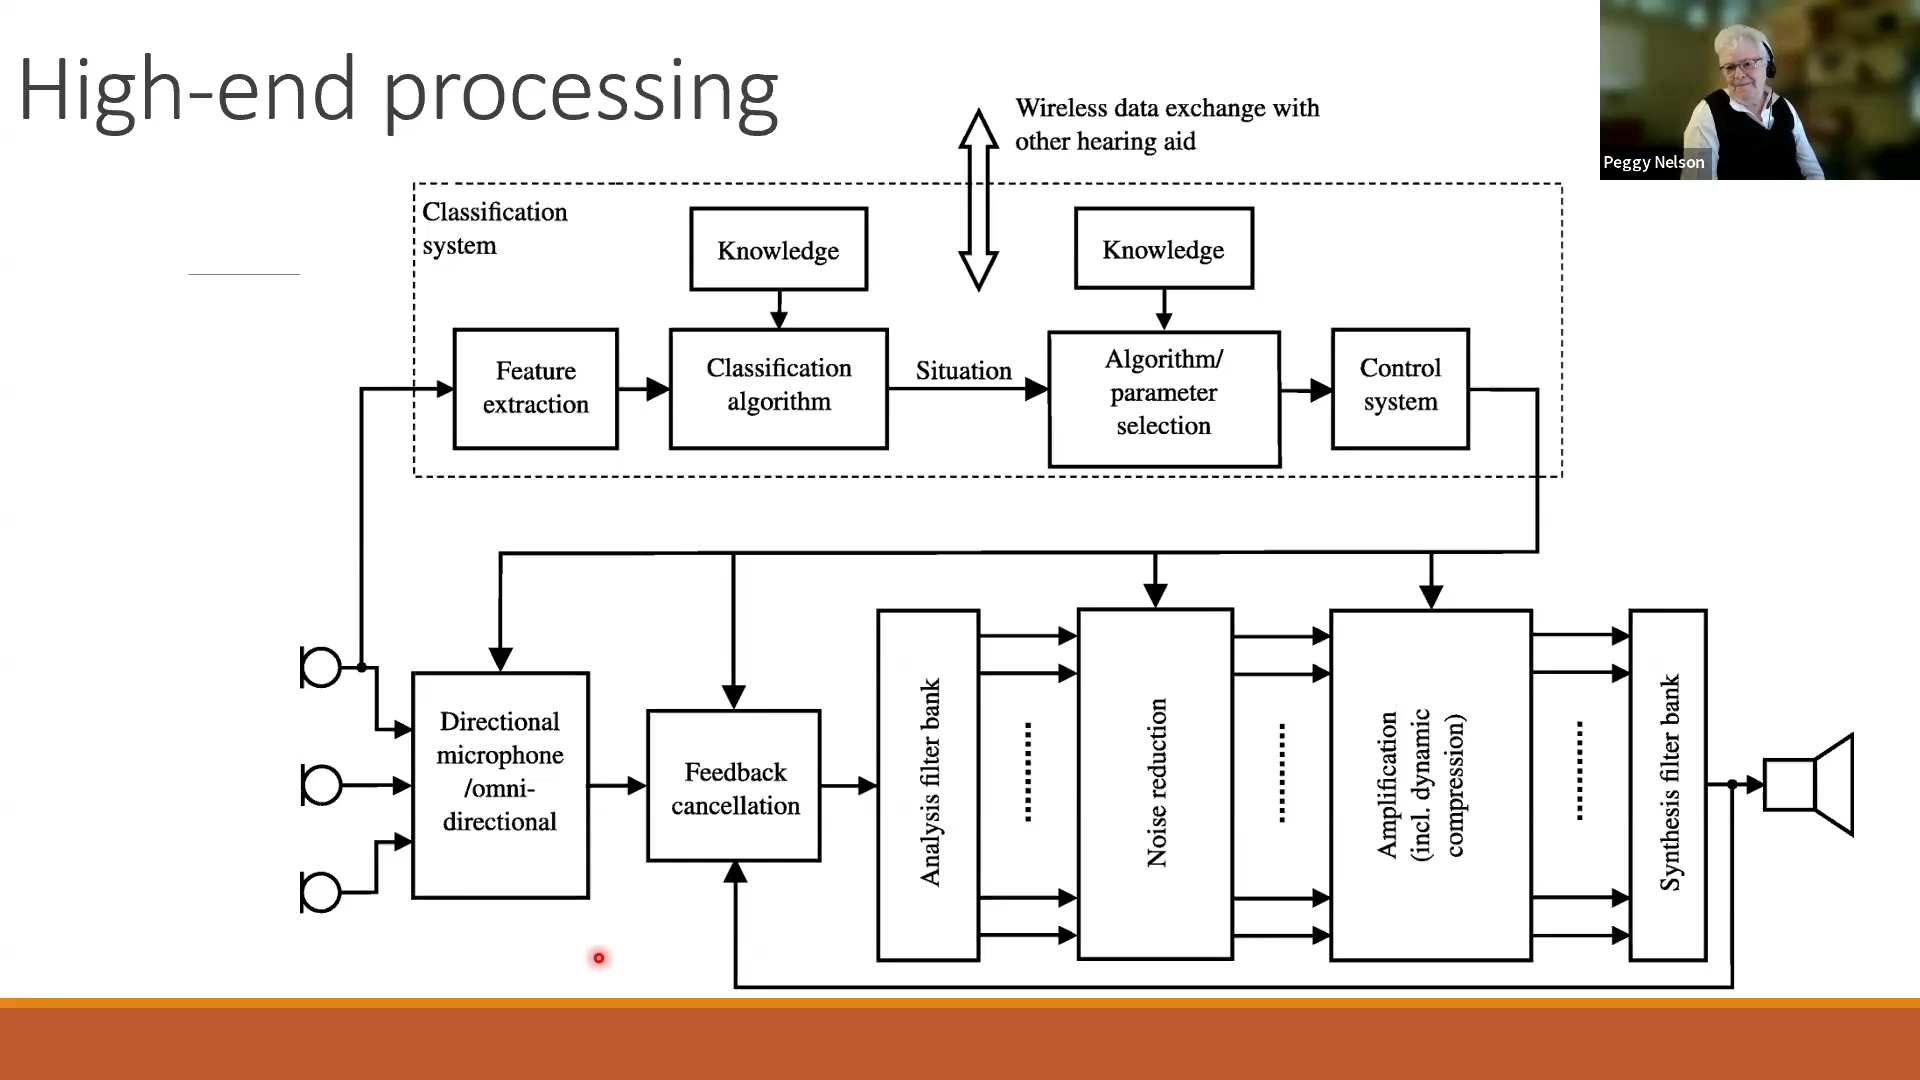 High-end processing
Wireless data exchange with
other hearing aid
Peggy Nelson
Classification
system
Knowledge
Knowledge
Feature
extraction
Classification
algorithm
Situation
Algorithm/
parameter
selection
Control
system
Directional
microphone
/omni-
directional
Feedback
cancellation
Analysis filter bank
Noise reduction
Amplification
(incl. dynamic
compression)
Synthesis filter bank